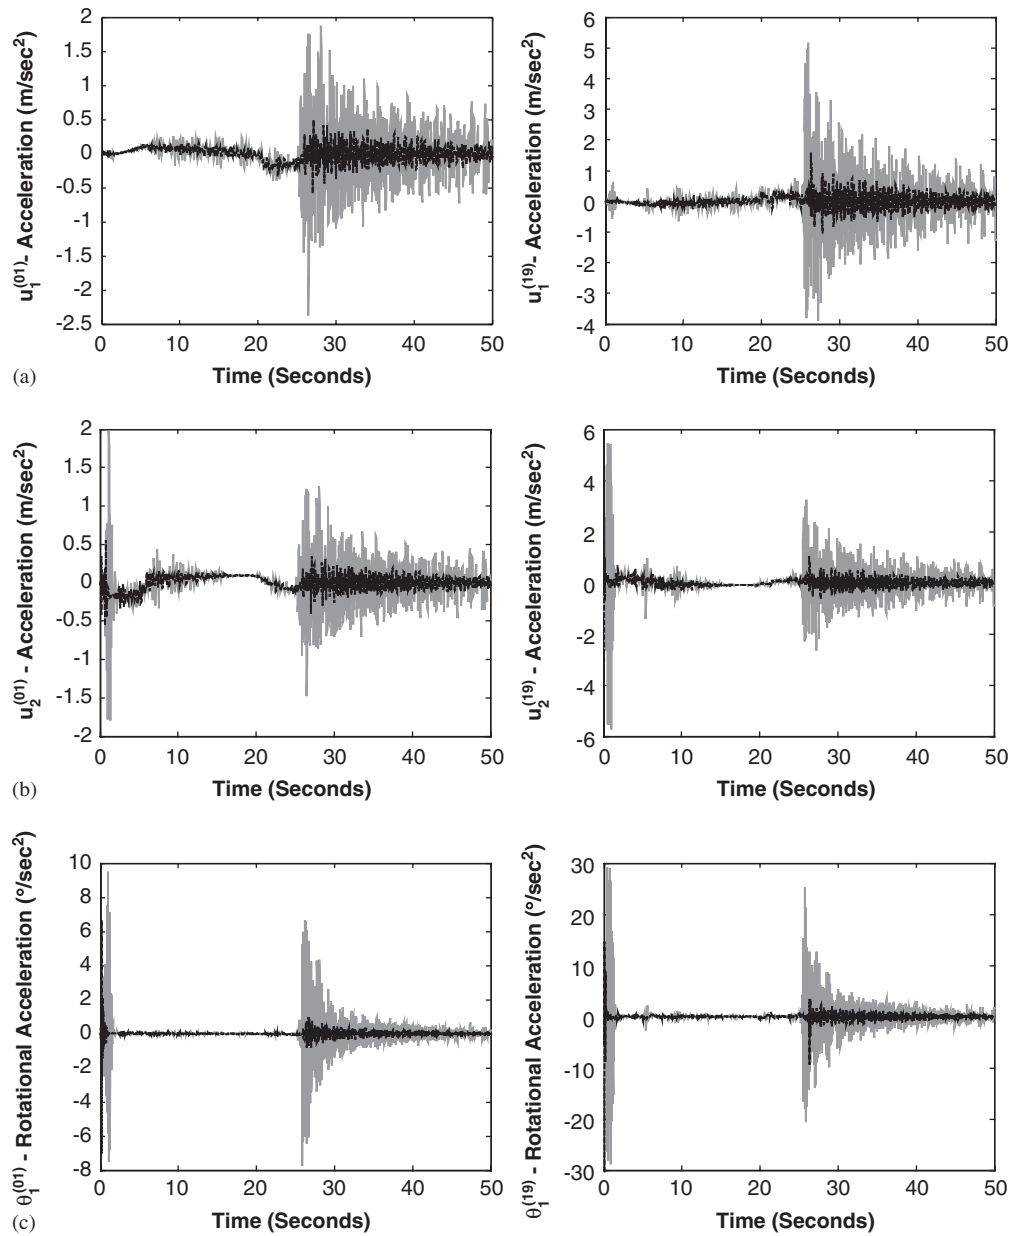 2
1.5
1
0.5
0
-0.5
-1
-1.5
-2
-2.5
u₁⁽⁰¹⁾- Acceleration (m/sec²)
0 10 20 30 40 50
Time (Seconds)
6
5
4
3
2
1
0
-1
-2
-3
-4
u₁⁽¹⁹⁾- Acceleration (m/sec²)
0 10 20 30 40 50
Time (Seconds)
(a)
2
1.5
1
0.5
0
-0.5
-1
-1.5
-2
u₂⁽⁰¹⁾ - Acceleration (m/sec²)
0 10 20 30 40 50
Time (Seconds)
6
4
2
0
-2
-4
-6
u₂⁽¹⁹⁾ - Acceleration (m/sec²)
0 10 20 30 40 50
Time (Seconds)
(b)
10
8
6
4
2
0
-2
-4
-6
-8
θ₁⁽⁰¹⁾ - Rotational Acceleration (°/sec²)
0 10 20 30 40 50
Time (Seconds)
30
20
10
0
-10
-20
-30
θ₁⁽¹⁹⁾ - Rotational Acceleration (°/sec²)
0 10 20 30 40 50
Time (Seconds)
(c)